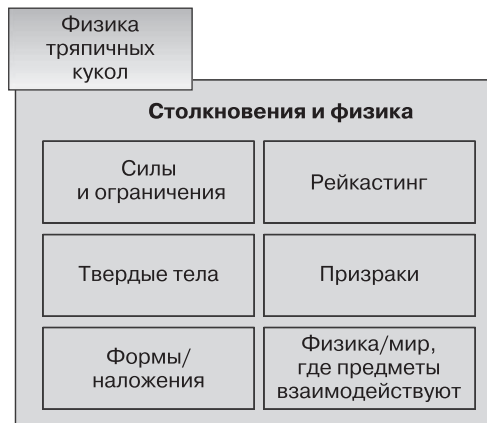 Физика
тряпичных
кукол
Столкновения и физика
Силы
и ограничения
Рейкастинг
Твердые тела
Призраки
Формы/
наложения
Физика/мир,
где предметы
взаимодействуют